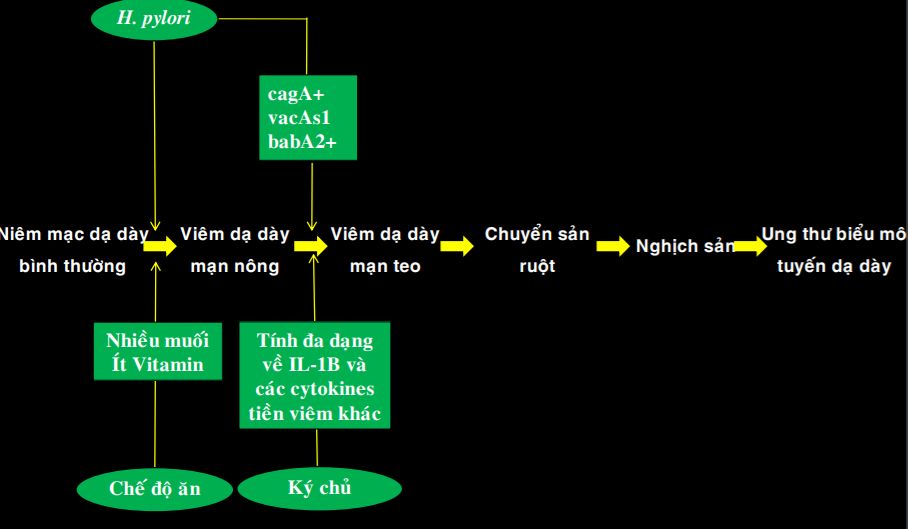 H. pylori
cagA+
vacAs1
babA2+
Niêm mạc dạ dày
bình thường
Viêm dạ dày
mạn nông
Viêm dạ dày
mạn teo
Chuyển sản
ruột
Nghịch sản
Ung thư biểu mô
tuyến dạ dày
Nhiều muối
Ít Vitamin
Tính đa dạng
về IL-1B và
các cytokines
tiền viêm khác
Chế độ ăn
Ký chủ